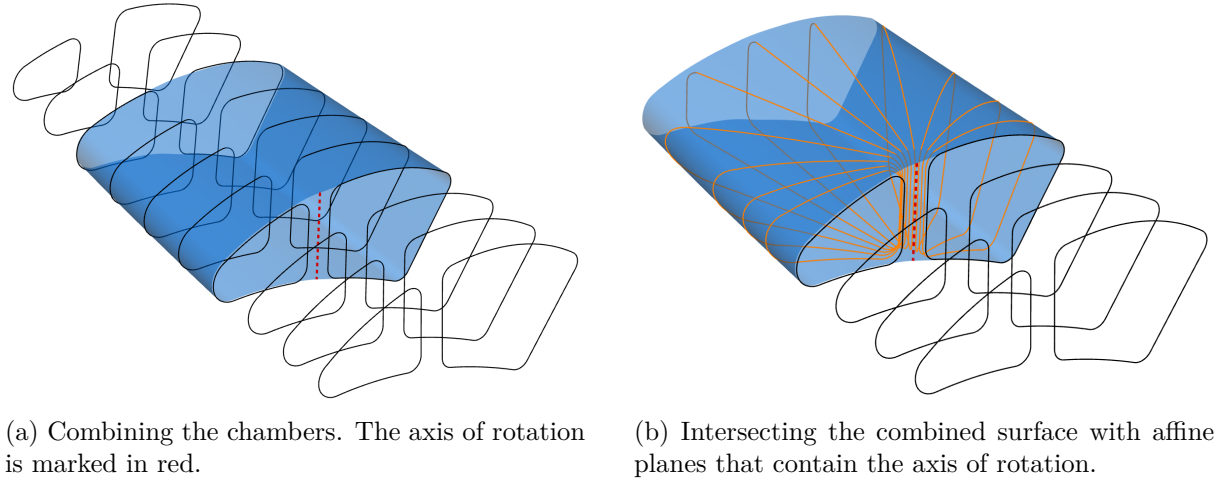 (a) Combining the chambers. The axis of rotation
is marked in red.
(b) Intersecting the combined surface with affine
planes that contain the axis of rotation.